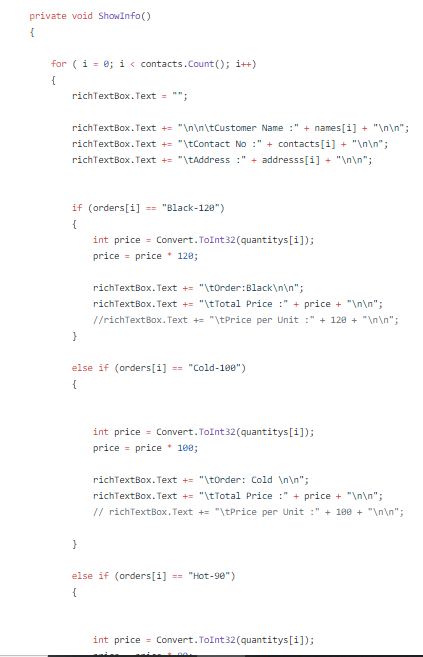 private void ShowInfo()
{
for ( i = 0; i < contacts.Count(); i++)
{
richTextBox.Text = "";
richTextBox.Text += "\n\n\tCustomer Name :" + names[i] + "\n\n";
richTextBox.Text += "\tContact No :" + contacts[i] + "\n\n";
richTextBox.Text += "\tAddress :" + addresss[i] + "\n\n";
if (orders[i] == "Black-120")
{
int price = Convert.ToInt32(quantitys[i]);
price = price * 120;
richTextBox.Text += "\tOrder:Black\n\n";
richTextBox.Text += "\tTotal Price :" + price + "\n\n";
//richTextBox.Text += "\tPrice per Unit :" + 120 + "\n\n";
}
else if (orders[i] == "Cold-100")
{
int price = Convert.ToInt32(quantitys[i]);
price = price * 100;
richTextBox.Text += "\tOrder: Cold \n\n";
richTextBox.Text += "\tTotal Price :" + price + "\n\n";
// richTextBox.Text += "\tPrice per Unit :" + 100 + "\n\n";
}
else if (orders[i] == "Hot-90")
{
int price = Convert.ToInt32(quantitys[i]);